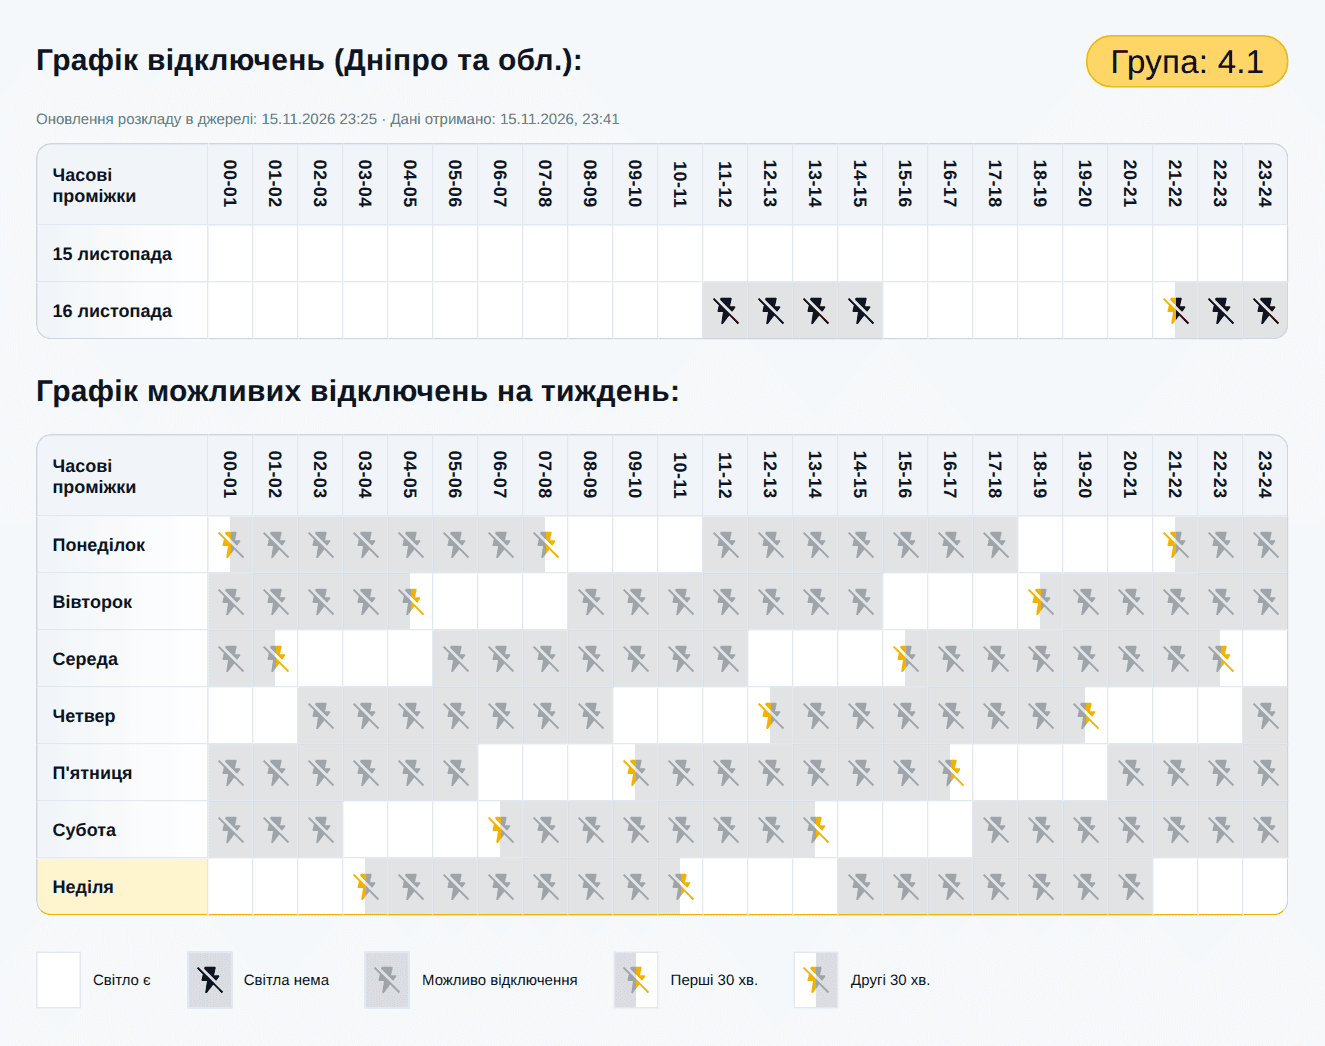 Графік відключень (Дніпро та обл.):
Група: 4.1
Оновлення розкладу в джерелі: 15.11.2026 23:25 · Дані отримано: 15.11.2026, 23:41
Часові проміжки 00-01 01-02 02-03 03-04 04-05 05-06 06-07 07-08 08-09 09-10 10-11 11-12 12-13 13-14 14-15 15-16 16-17 17-18 18-19 19-20 20-21 21-22 22-23 23-24
15 листопада
16 листопада
Графік можливих відключень на тиждень:
Часові проміжки 00-01 01-02 02-03 03-04 04-05 05-06 06-07 07-08 08-09 09-10 10-11 11-12 12-13 13-14 14-15 15-16 16-17 17-18 18-19 19-20 20-21 21-22 22-23 23-24
Понеділок
Вівторок
Середа
Четвер
П'ятниця
Субота
Неділя
Світло є Світла нема Можливо відключення Перші 30 хв. Другі 30 хв.